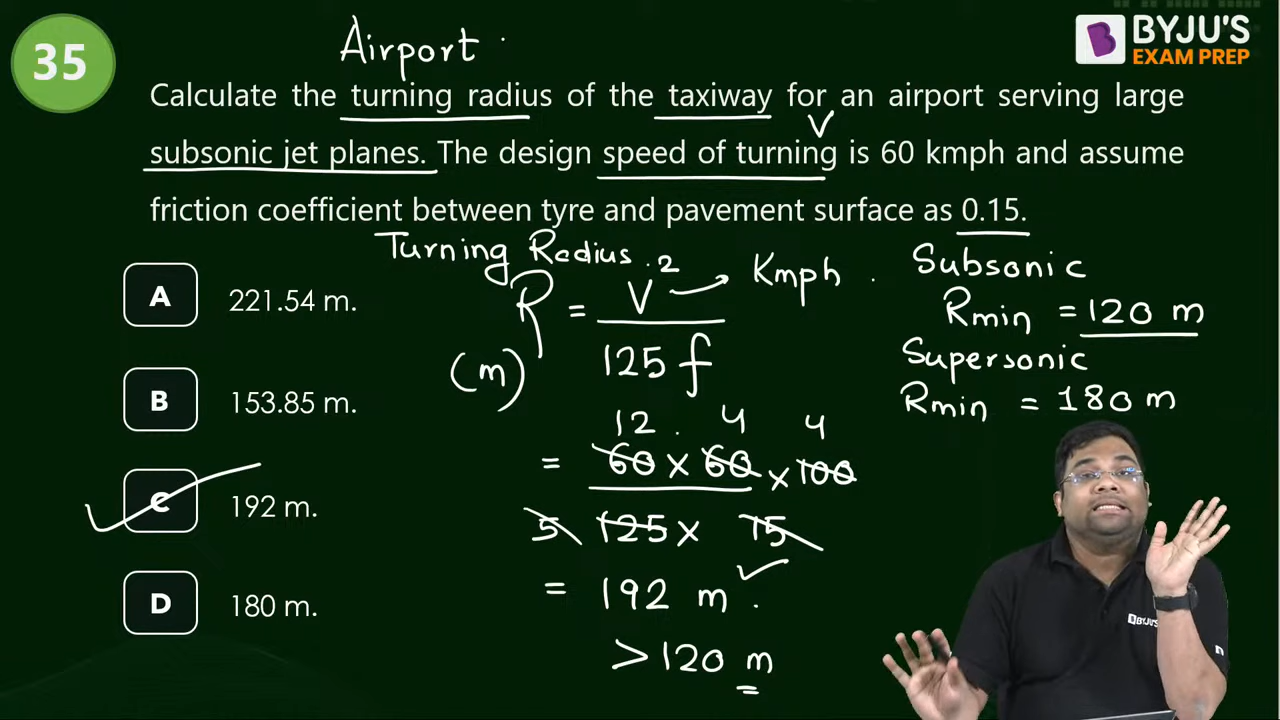 35
Airport
BYJU'S
EXAM PREP
Calculate the turning radius of the taxiway for an airport serving large
V
subsonic jet planes. The design speed of turning is 60 kmph and assume
friction coefficient between tyre and pavement surface as 0.15.
Turning Radius.
R = V² → Kmph
(m) 125 f
Subsonic
Rmin = 120 m
Supersonic
Rmin = 180 m
A 221.54 m.
B 153.85 m.
C 192 m.
D 180 m.
12 4 4
= 60 x 60 x 100
5 125 x 15
= 192 m.
> 120 m
BYJU'S